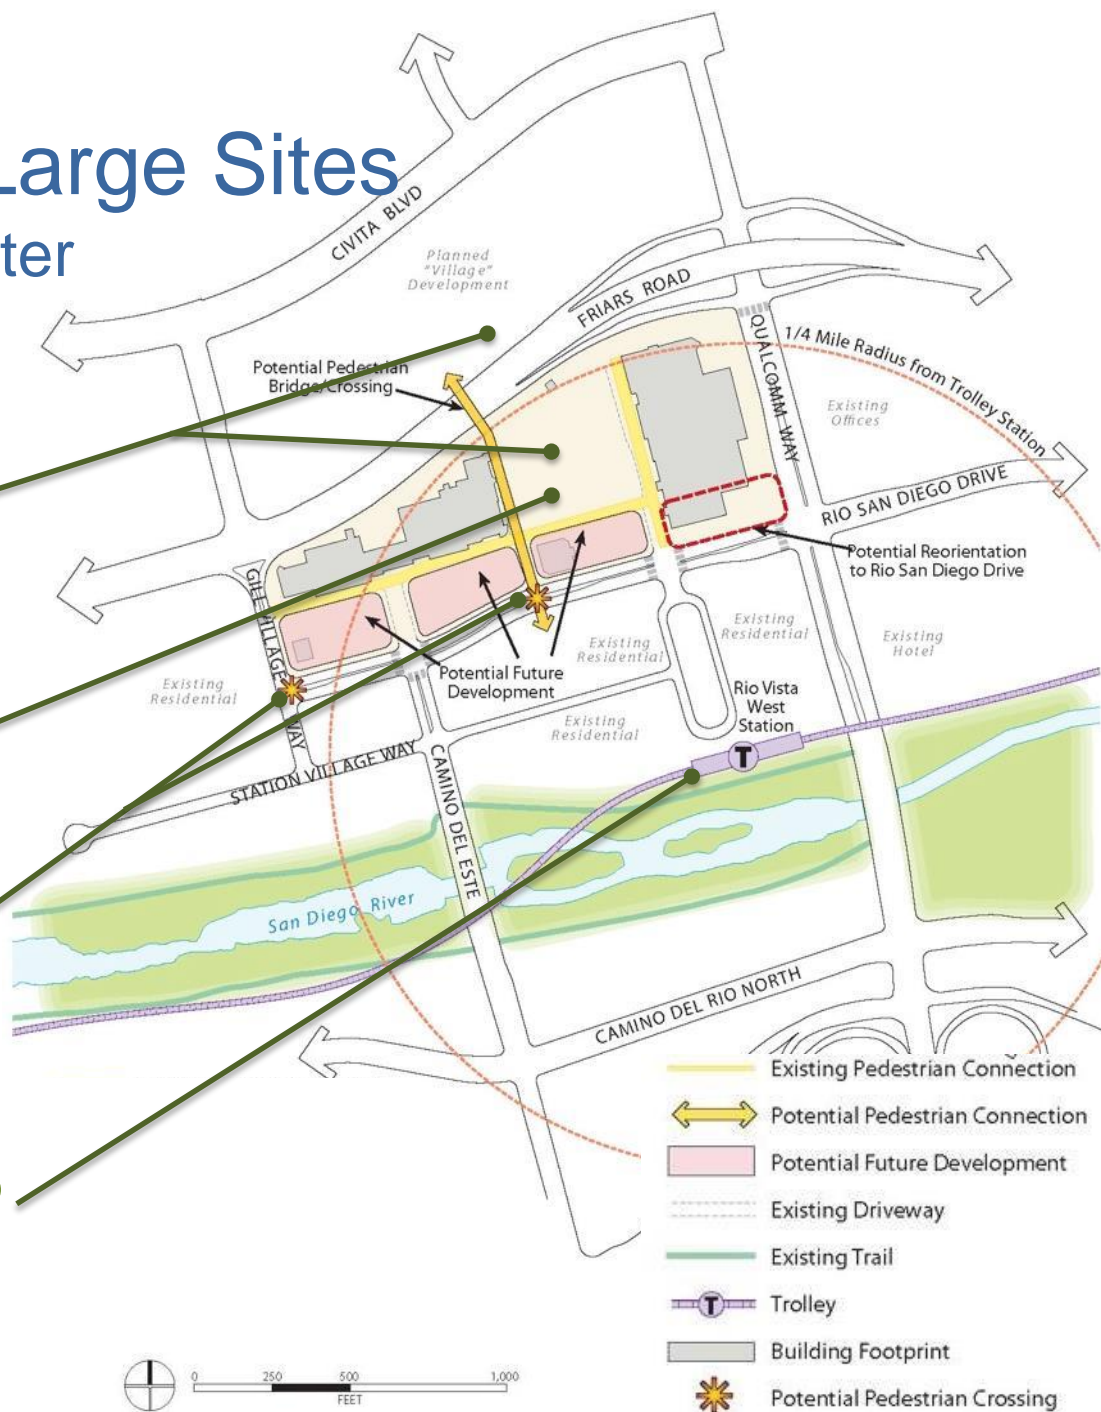 Large Sites
ter
CIVITA BLVD
Planned
"Village"
Development
FRIARS ROAD
QUALCOMM WAY
1/4 Mile Radius from Trolley Station
Potential Pedestrian
Bridge/Crossing
Existing
Offices
RIO SAN DIEGO DRIVE
Potential Reorientation
to Rio San Diego Drive
GILL VILLAGE WAY
Existing
Residential
Existing
Residential
Existing
Hotel
Potential Future
Development
Existing
Residential
Rio Vista
West
Station
T
Existing
Residential
STATION VILLAGE WAY
CAMINO DEL ESTE
San Diego River
CAMINO DEL RIO NORTH
Existing Pedestrian Connection
Potential Pedestrian Connection
Potential Future Development
Existing Driveway
Existing Trail
T Trolley
Building Footprint
Potential Pedestrian Crossing
0 250 500 1,000
FEET